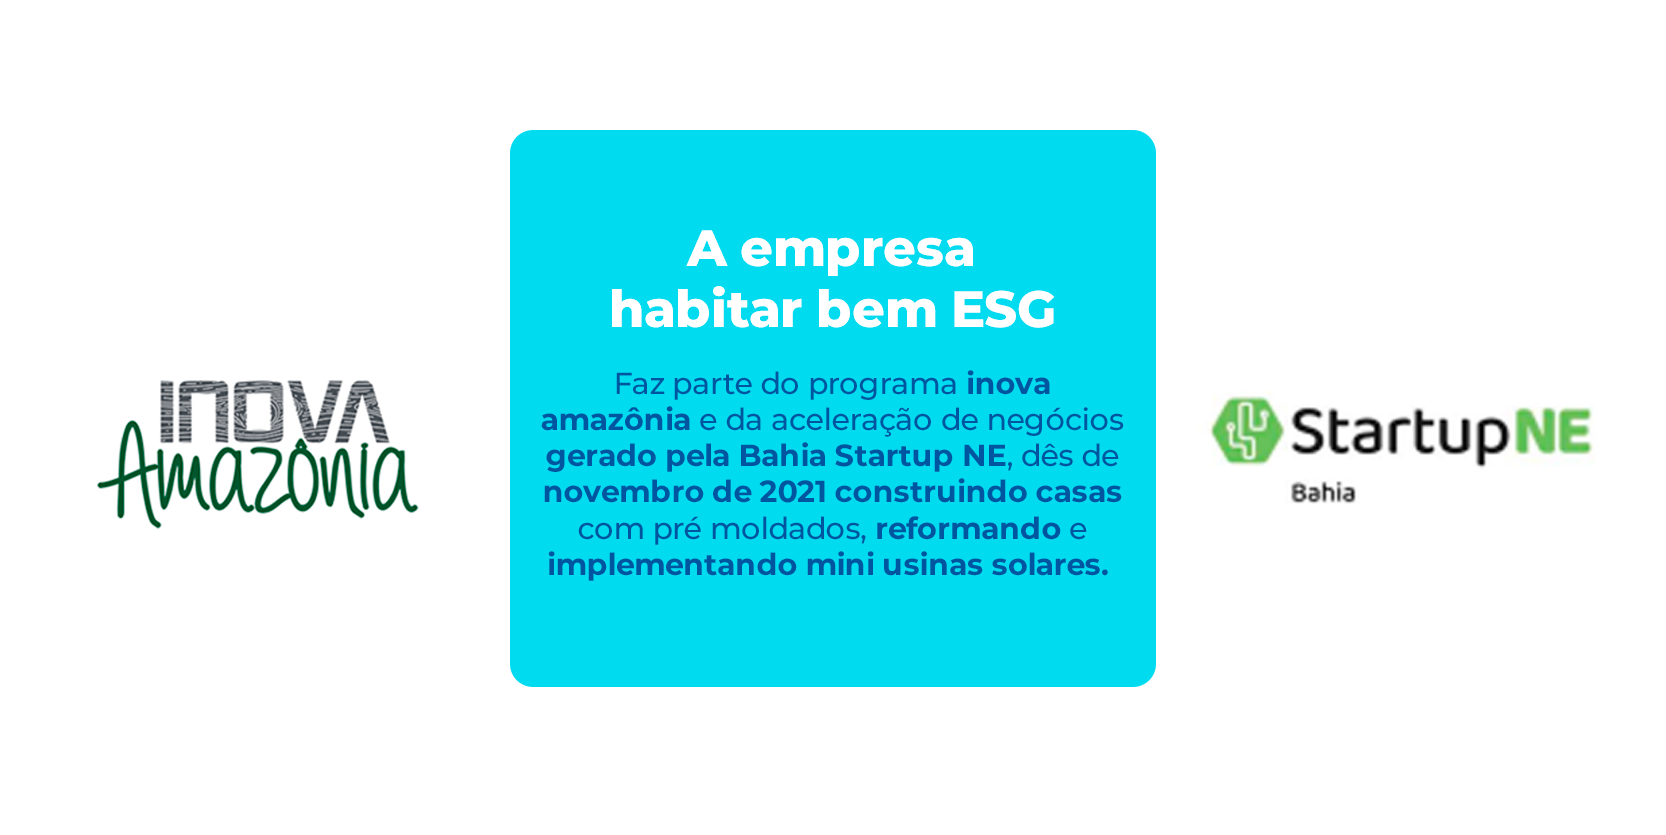 INOVA
Amazônia
A empresa
habitar bem ESG
Faz parte do programa inova
amazônia e da aceleração de negócios
gerado pela Bahia Startup NE, dês de
novembro de 2021 construindo casas
com pré moldados, reformando e
implementando mini usinas solares.
StartupNE
Bahia